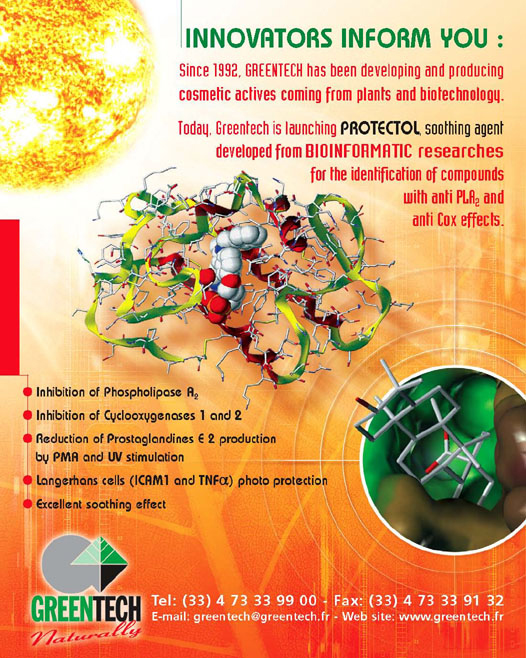 INNOVATORS INFORM YOU :
Since 1992, GREENTECH has been developing and producing
cosmetic actives coming from plants and biotechnology.
Today, Greentech is launching PROTECTOL, soothing agent
developed from BIOINFORMATIC researches
for the identification of compounds
with anti PLA₂ and
anti Cox effects.
Inhibition of Phospholipase A₂
Inhibition of Cyclooxygenases 1 and 2
Reduction of Prostaglandines E 2 production
by PMA and UV stimulation
Langerhans cells (ICAM1 and TNFα) photo protection
Excellent soothing effect
GREENTECH
Naturally
Tel: (33) 4 73 33 99 00 - Fax: (33) 4 73 33 91 32
E-mail: greentech@greentech.fr - Web site: www.greentech.fr